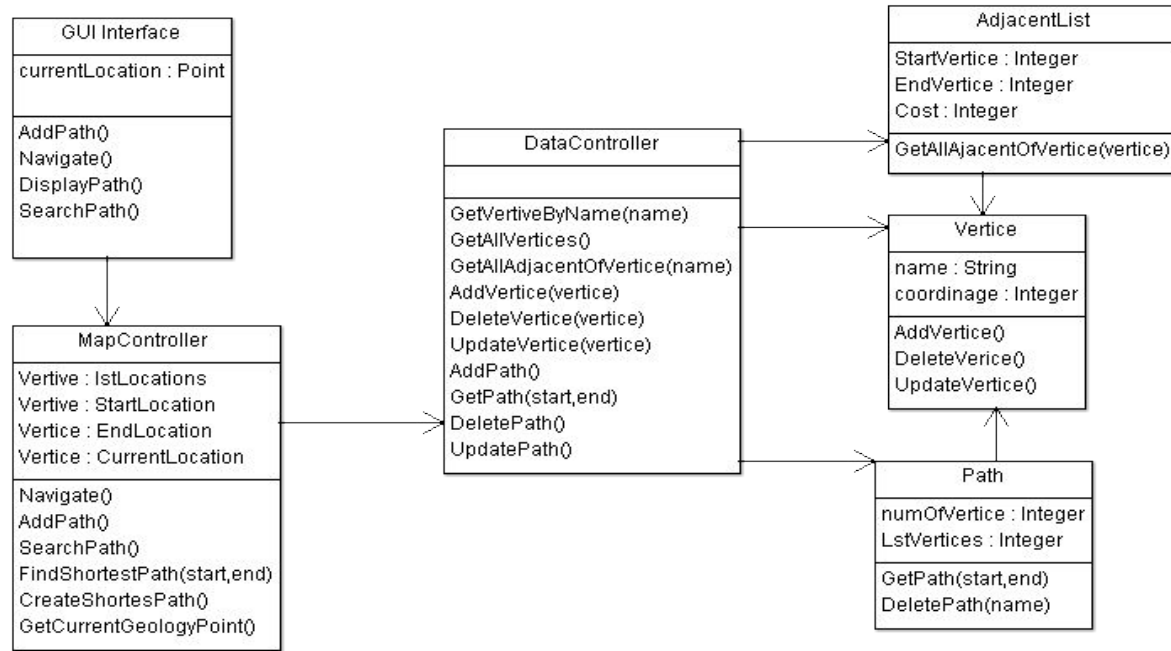 GUI Interface
currentLocation : Point
AddPath()
Navigate()
DisplayPath()
SearchPath()
MapController
Vertive : lstLocations
Vertive : StartLocation
Vertice : EndLocation
Vertice : CurrentLocation
Navigate()
AddPath()
SearchPath()
FindShortestPath(start,end)
CreateShortesPath()
GetCurrentGeologyPoint()
DataController
GetVertiveByName(name)
GetAllVertices()
GetAllAdjacentOfVertice(name)
AddVertice(vertice)
DeleteVertice(vertice)
UpdateVertice(vertice)
AddPath()
GetPath(start,end)
DeletePath()
UpdatePath()
AdjacentList
StartVertice : Integer
EndVertice : Integer
Cost : Integer
GetAllAjacentOfVertice(vertice)
Vertice
name : String
coordinage : Integer
AddVertice()
DeleteVerice()
UpdateVertice()
Path
numOfVertice : Integer
LstVertices : Integer
GetPath(start,end)
DeletePath(name)